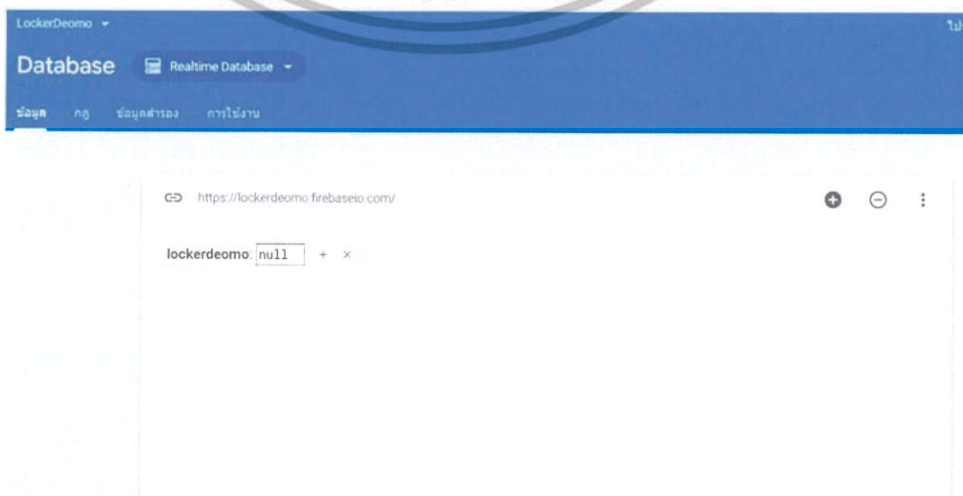 LockerDeomo
Database Realtime Database
ข้อมูล กฎ ข้อมูลสำรอง การใช้งาน
https://lockerdeomo.firebaseio.com/
lockerdeomo: null + ×